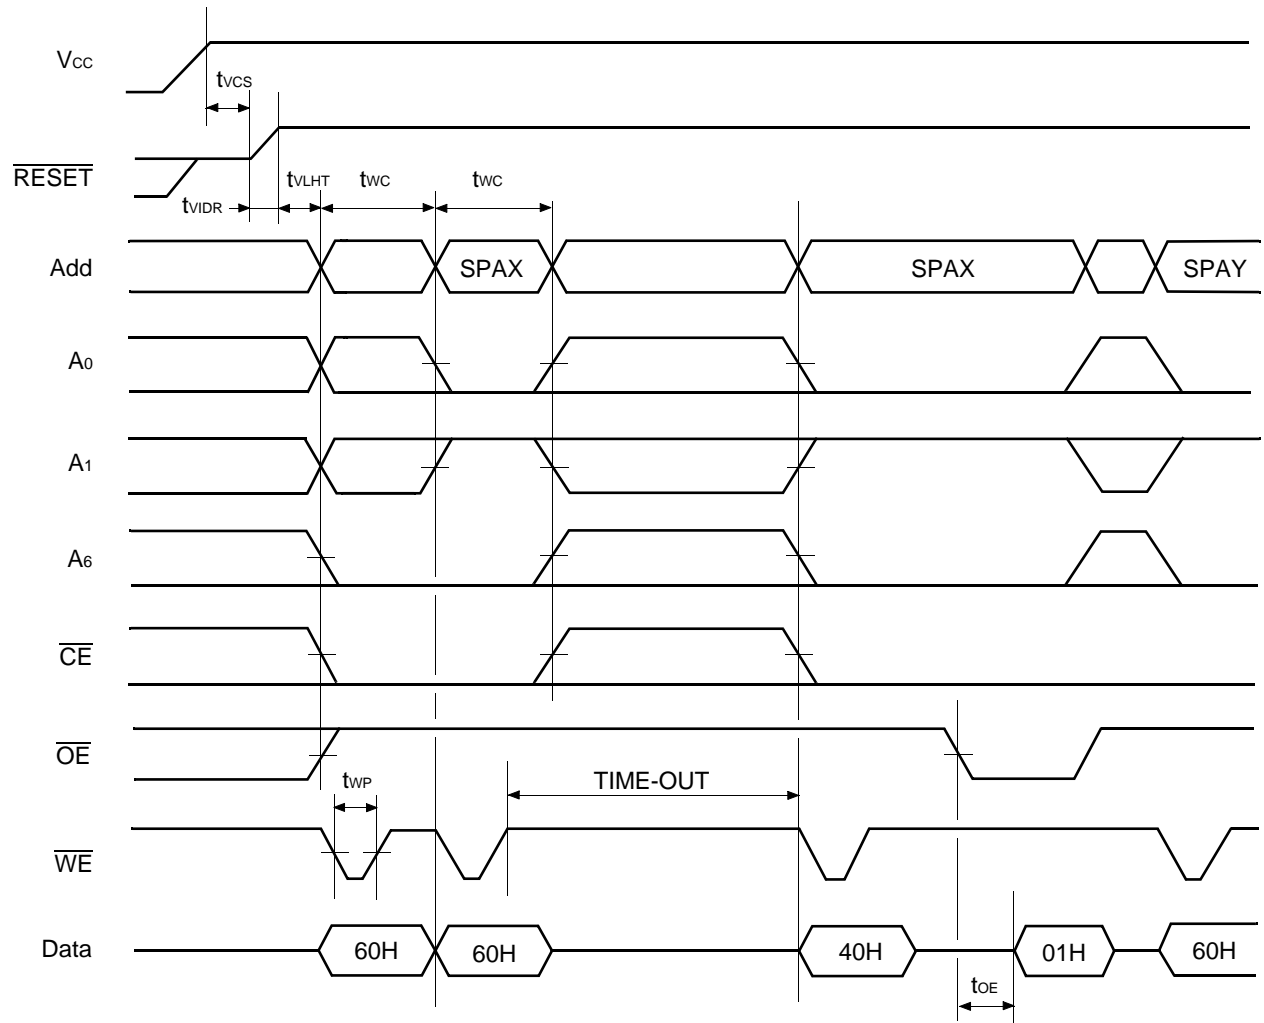 VCC
tVCS
RESET
tVIDR
tVLHT
tWC
tWC
Add
SPAX
SPAX
SPAY
A0
A1
A6
CE
OE
tWP
TIME-OUT
WE
Data
60H
60H
40H
01H
60H
tOE